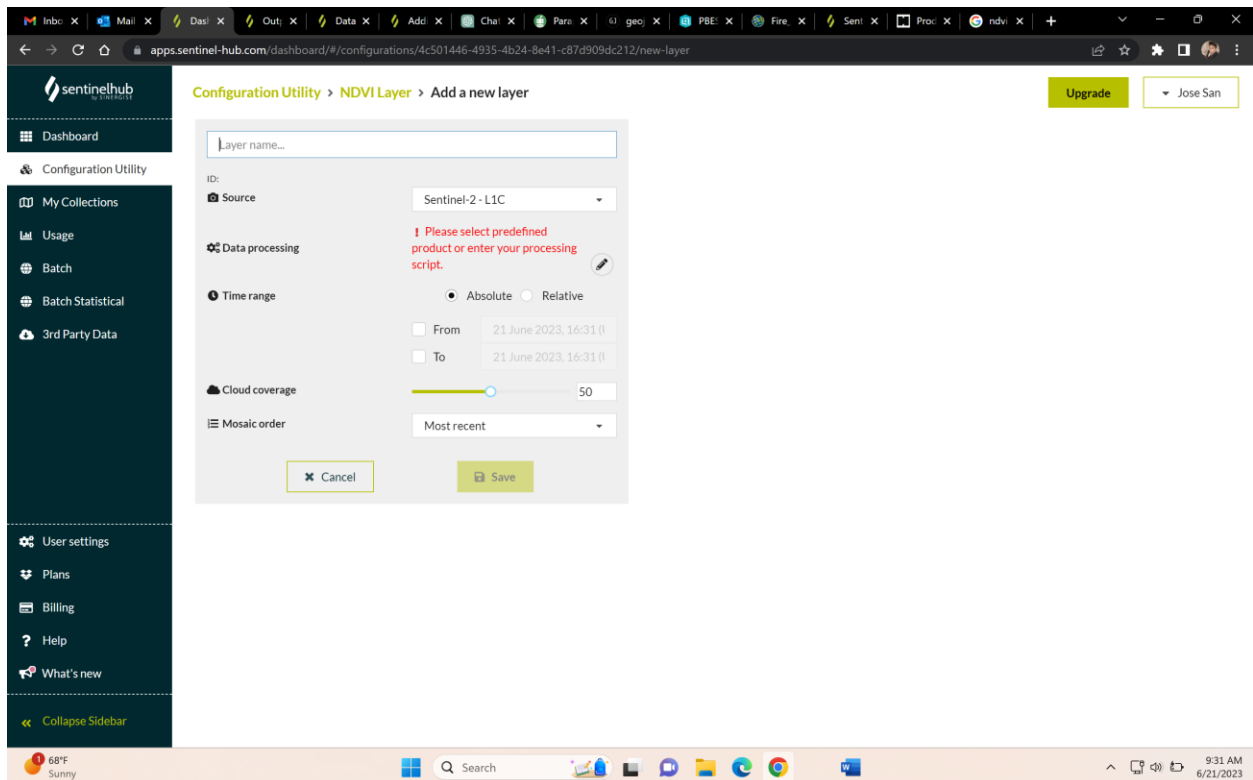 Inbo
Mail
Dasl
Outp
Data
Addi
Chat
Para
geoj
PBES
Fire_
Sent
Prod
ndvi
apps.sentinel-hub.com/dashboard/#/configurations/4c501446-4935-4b24-8e41-c87d909dc212/new-layer
sentinelhub
by SINERGISE
Configuration Utility > NDVI Layer > Add a new layer
Upgrade
Jose San
Dashboard
Configuration Utility
My Collections
Usage
Batch
Batch Statistical
3rd Party Data
User settings
Plans
Billing
Help
What's new
Collapse Sidebar
Layer name...
ID:
Source
Sentinel-2 - L1C
Data processing
! Please select predefined
product or enter your processing
script.
Time range
Absolute Relative
From 21 June 2023, 16:31 (
To 21 June 2023, 16:31 (
Cloud coverage
50
Mosaic order
Most recent
Cancel
Save
1
68°F
Sunny
Search
9:31 AM
6/21/2023